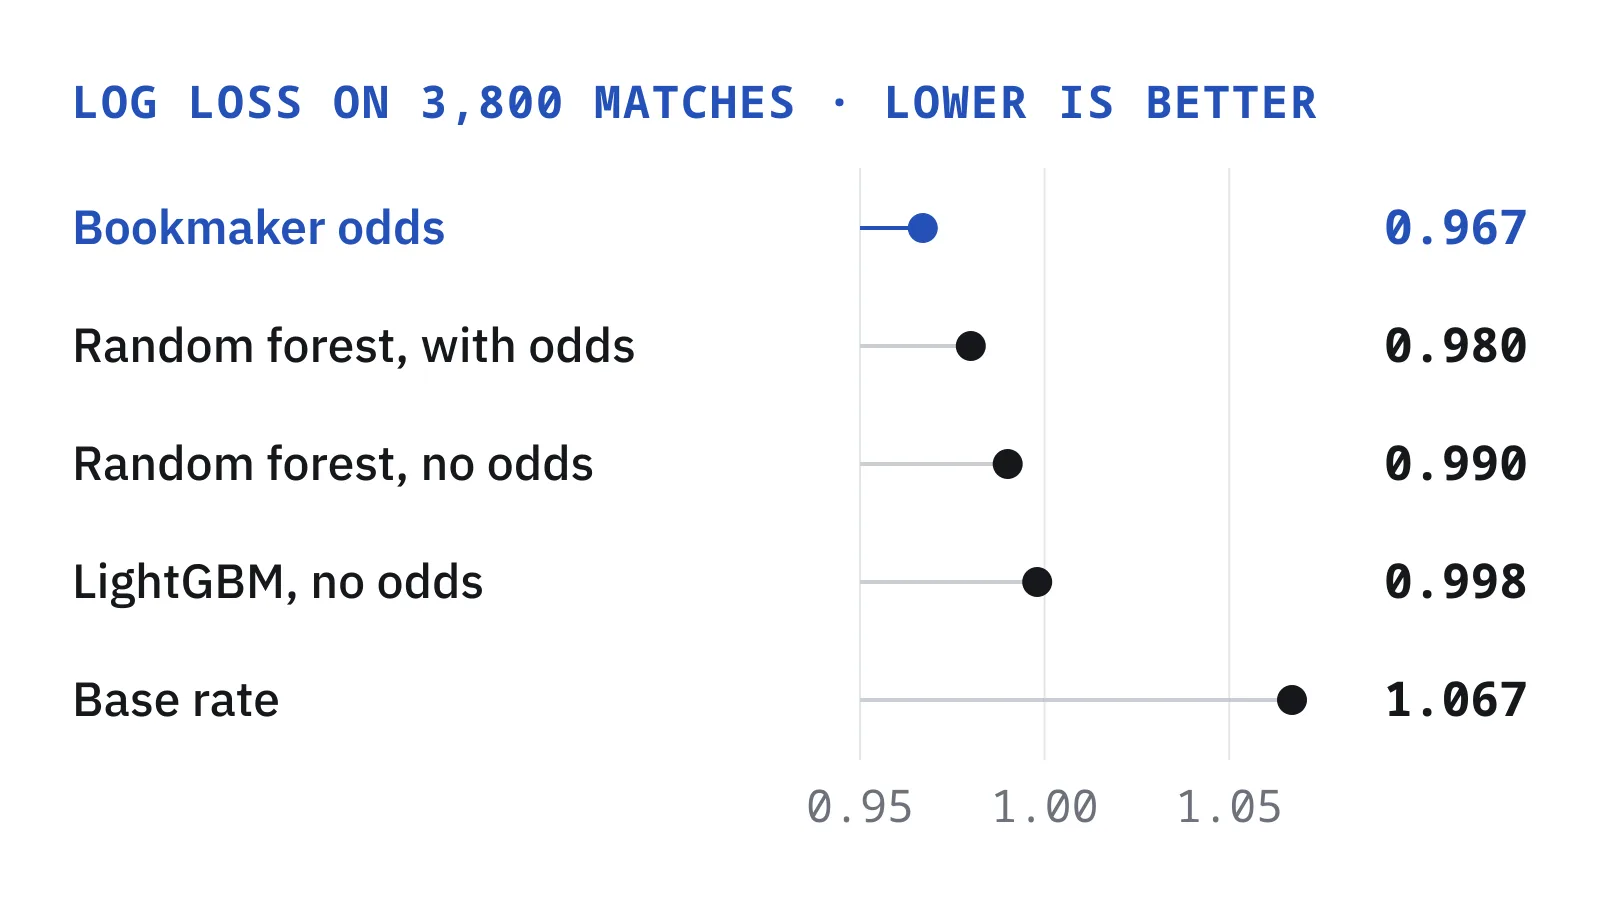 LOG LOSS ON 3,800 MATCHES · LOWER IS BETTER
Bookmaker odds 0.967
Random forest, with odds 0.980
Random forest, no odds 0.990
LightGBM, no odds 0.998
Base rate 1.067
0.95 1.00 1.05